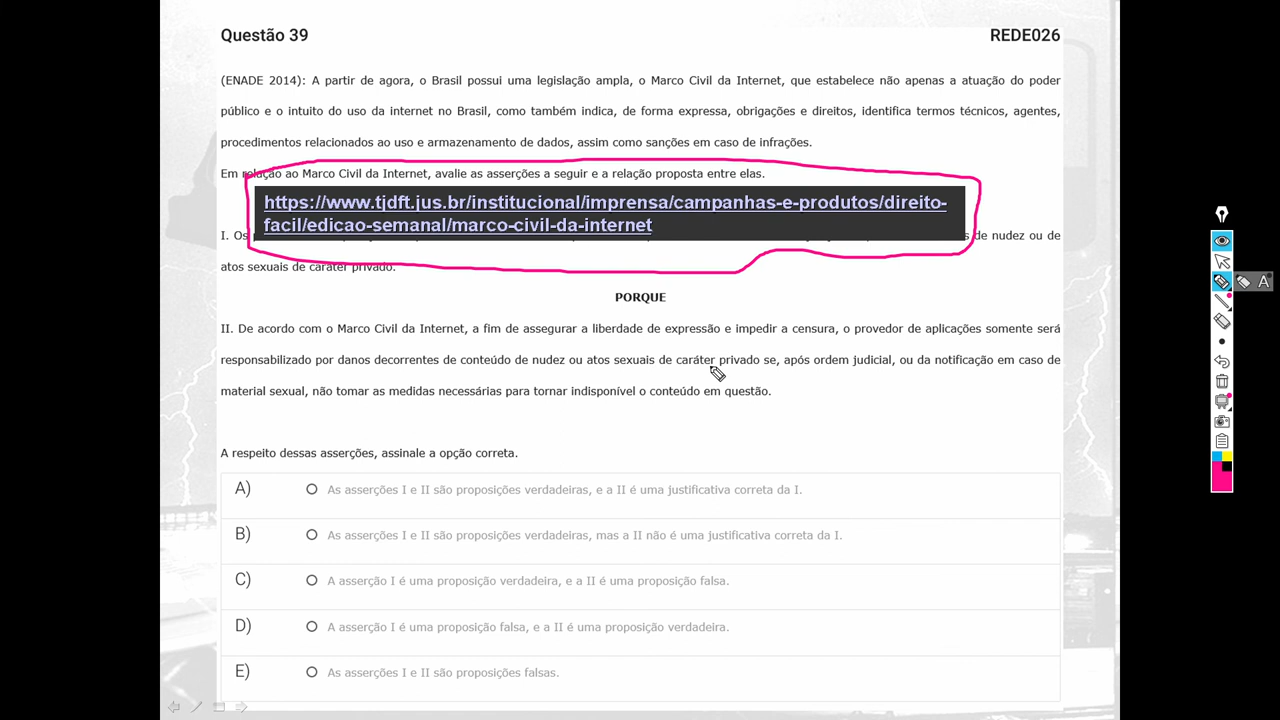 Questão 39
REDE026
(ENADE 2014): A partir de agora, o Brasil possui uma legislação ampla, o Marco Civil da Internet, que estabelece não apenas a atuação do poder
público e o intuito do uso da internet no Brasil, como também indica, de forma expressa, obrigações e direitos, identifica termos técnicos, agentes,
procedimentos relacionados ao uso e armazenamento de dados, assim como sanções em caso de infrações.
Em relação ao Marco Civil da Internet, avalie as asserções a seguir e a relação proposta entre elas.
https://www.tjdft.jus.br/institucional/imprensa/campanhas-e-produtos/direito-
facil/edicao-semanal/marco-civil-da-internet
I. Os de nudez ou de
atos sexuais de caráter privado.
PORQUE
II. De acordo com o Marco Civil da Internet, a fim de assegurar a liberdade de expressão e impedir a censura, o provedor de aplicações somente será
responsabilizado por danos decorrentes de conteúdo de nudez ou atos sexuais de caráter privado se, após ordem judicial, ou da notificação em caso de
material sexual, não tomar as medidas necessárias para tornar indisponível o conteúdo em questão.
A respeito dessas asserções, assinale a opção correta.
A) As asserções I e II são proposições verdadeiras, e a II é uma justificativa correta da I.
B) As asserções I e II são proposições verdadeiras, mas a II não é uma justificativa correta da I.
C) A asserção I é uma proposição verdadeira, e a II é uma proposição falsa.
D) A asserção I é uma proposição falsa, e a II é uma proposição verdadeira.
E) As asserções I e II são proposições falsas.
A